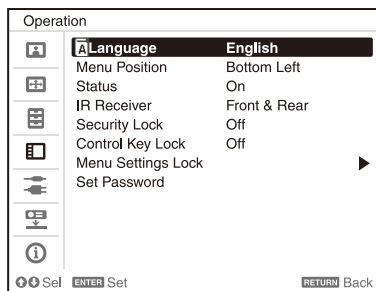 Operation
A Language English
Menu Position Bottom Left
Status On
IR Receiver Front & Rear
Security Lock Off
Control Key Lock Off
Menu Settings Lock
Set Password
Sel ENTER Set RETURN Back